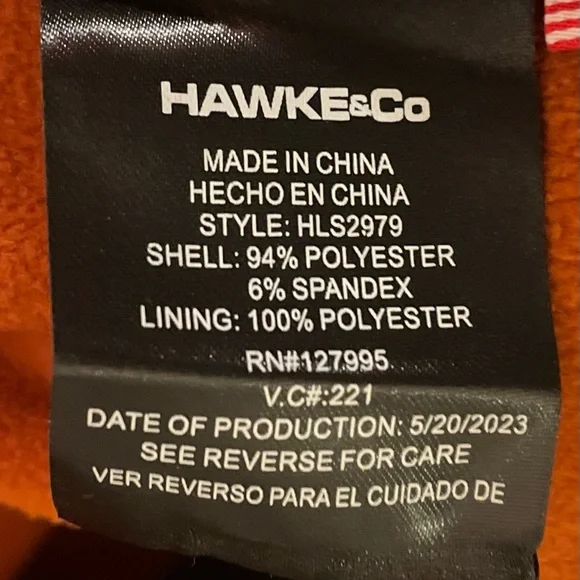 HAWKE&Co
MADE IN CHINA
HECHO EN CHINA
STYLE: HLS2979
SHELL: 94% POLYESTER
6% SPANDEX
LINING: 100% POLYESTER
RN#127995
V.C#:221
DATE OF PRODUCTION: 5/20/2023
SEE REVERSE FOR CARE
VER REVERSO PARA EL CUIDADO DE